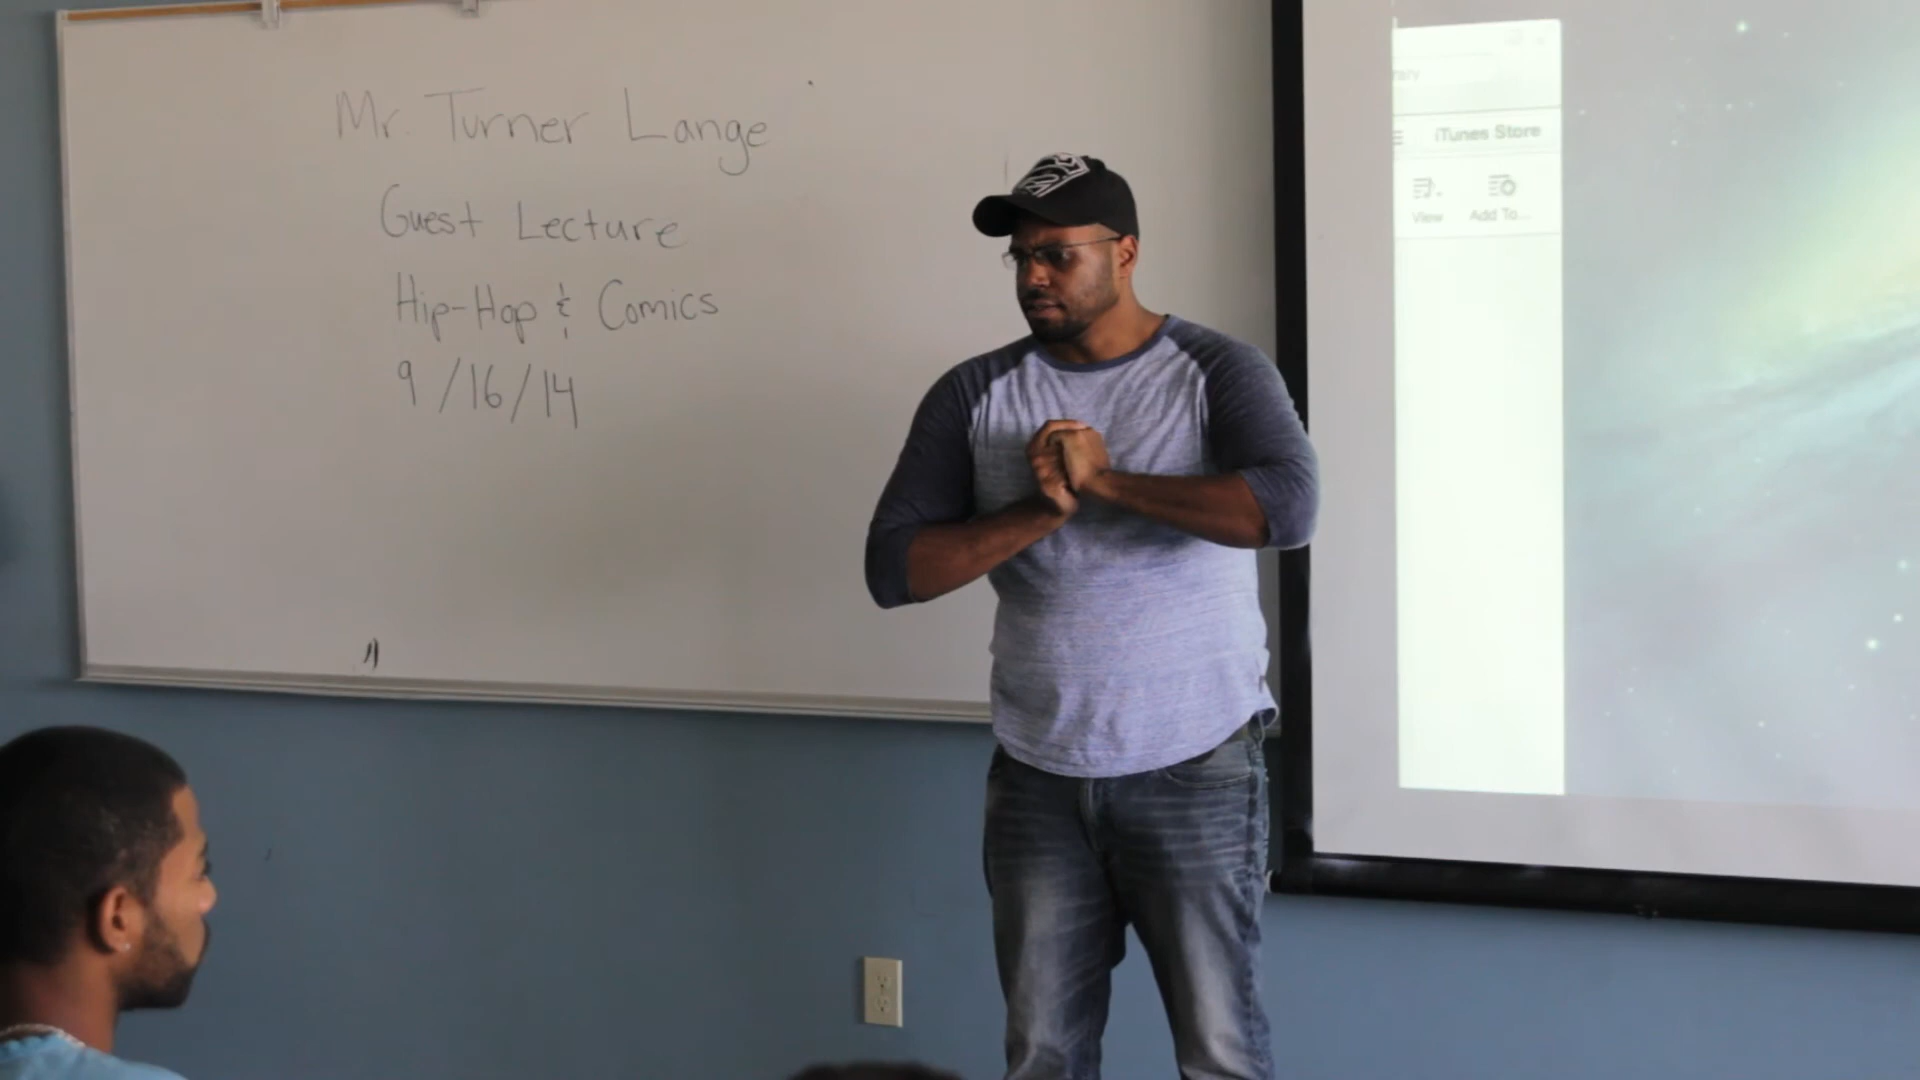 Mr. Turner Lange
Guest Lecture
Hip-Hop & Comics
9/16/14
iTunes Store
View
Add To...